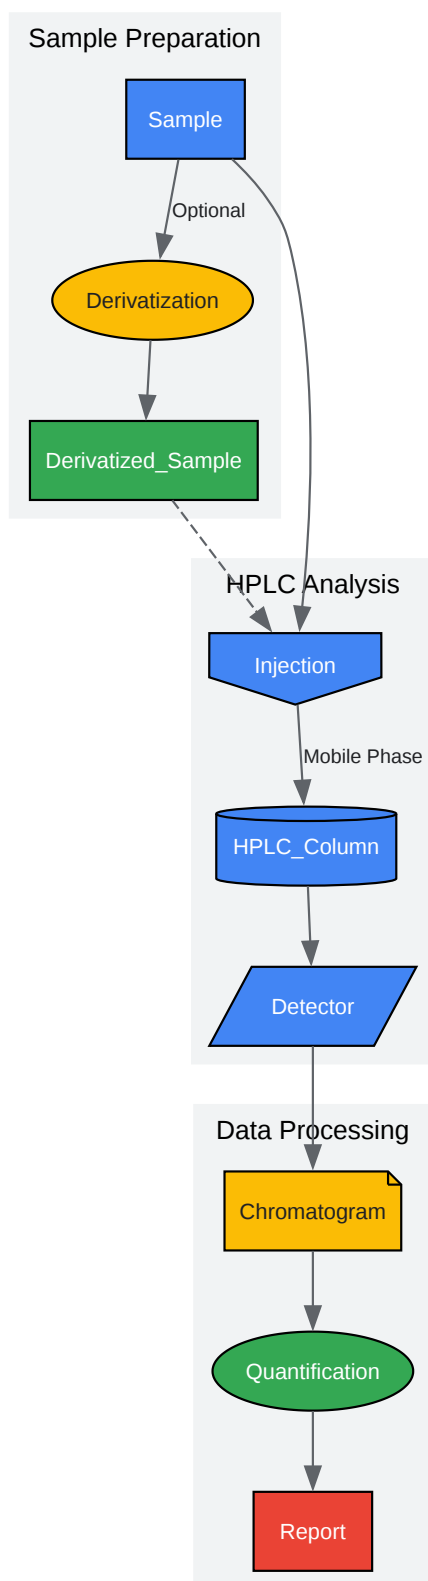 Sample Preparation
Sample
Optional
Derivatization
Derivatized_Sample
HPLC Analysis
Injection
Mobile Phase
HPLC_Column
Detector
Data Processing
Chromatogram
Quantification
Report